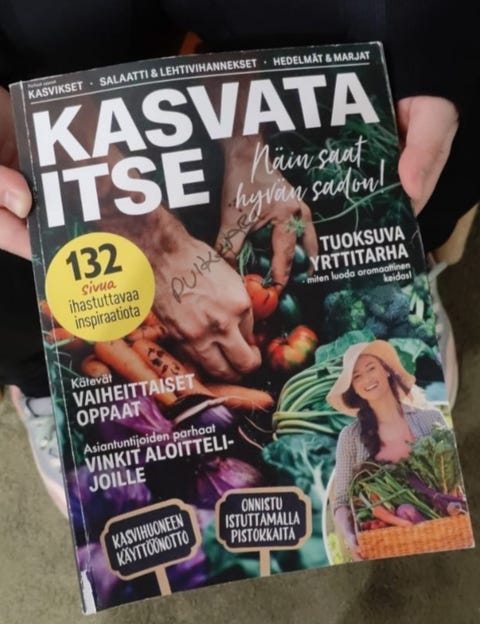 KASVIKSET · SALAATTI & LEHTIVIHANNEKSET · HEDELMÄT & MARJAT
KASVATA
ITSE
Näin saat
hyvän sadon!
132
sivua
ihastuttavaa
inspiraatiota
TUOKSUVA
YRTTITARHA
- miten luoda aromaattinen
keidas!
Kätevät
VAIHEITTAISET
OPPAAT
Asiantuntijoiden parhaat
VINKIT ALOITTELI-
JOILLE
KASVIHUONEEN
KÄYTTÖÖNOTTO
ONNISTU
ISTUTTAMALLA
PISTOKKAITA